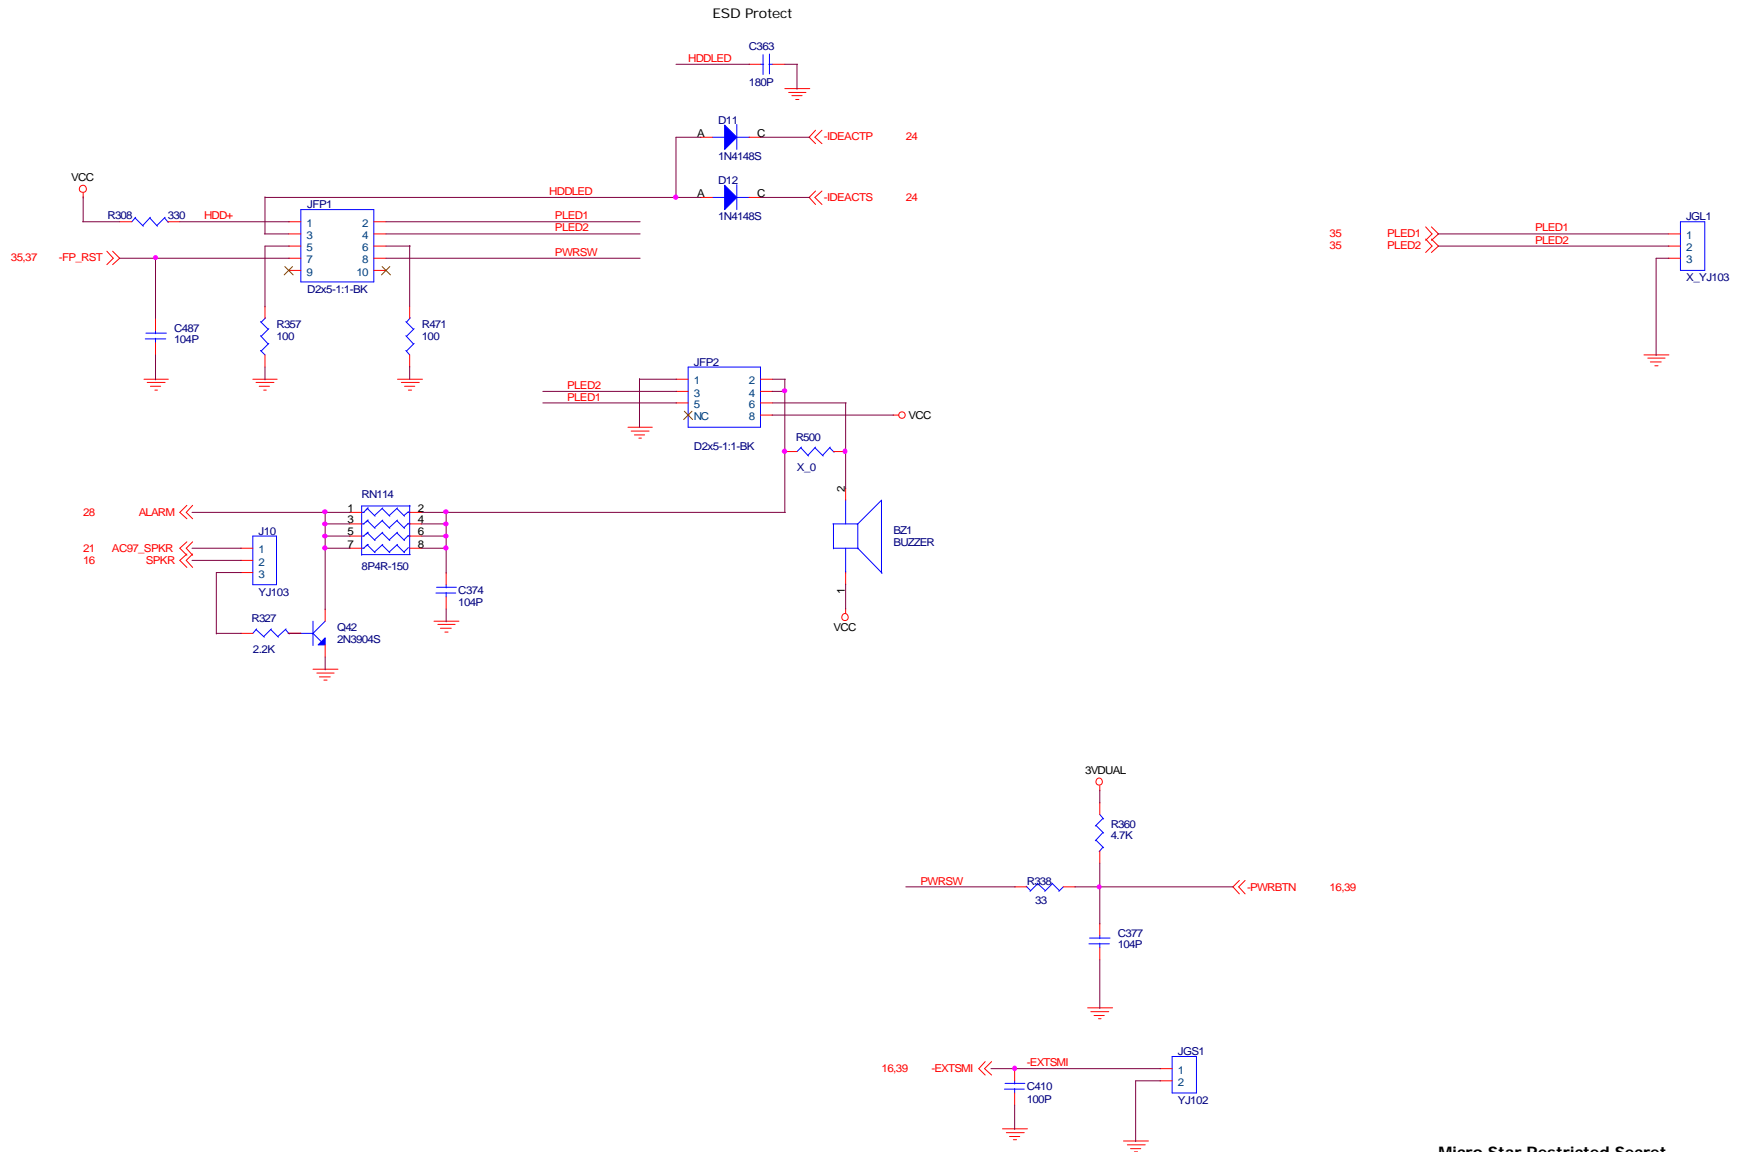 ESD Protect
C363
HDDLED
180P
D11
A C
-IDEACTP 24
1N4148S
D12
A C
-IDEACTS 24
1N4148S
VCC
HDDLED
R308 330 HDD+
JFP1
1 2
3 4
5 6
7 8
9 10
D2x5-1:1-BK
PLED1
PLED2
PWRSW
35,37 -FP_RST
C487
104P
R357
100
R471
100
35 PLED1 PLED1
35 PLED2 PLED2
JGL1
1
2
3
X_YJ103
JFP2
PLED2
PLED1
1 2
3 4
5 6
NC 8
VCC
D2x5-1:1-BK
R500
X_0
2
BZ1
BUZZER
1
VCC
RN114
28 ALARM
1 2
3 4
5 6
7 8
8P4R-150
J10
21 AC97_SPKR 1
16 SPKR 2
3
YJ103
C374
104P
R327
2.2K
Q42
2N3904S
3VDUAL
R360
4.7K
PWRSW
R338
33
-PWRBTN 16,39
C377
104P
16,39 -EXTSMI
-EXTSMI
JGS1
1
2
YJ102
C410
100P
Micro Star Restricted Secret